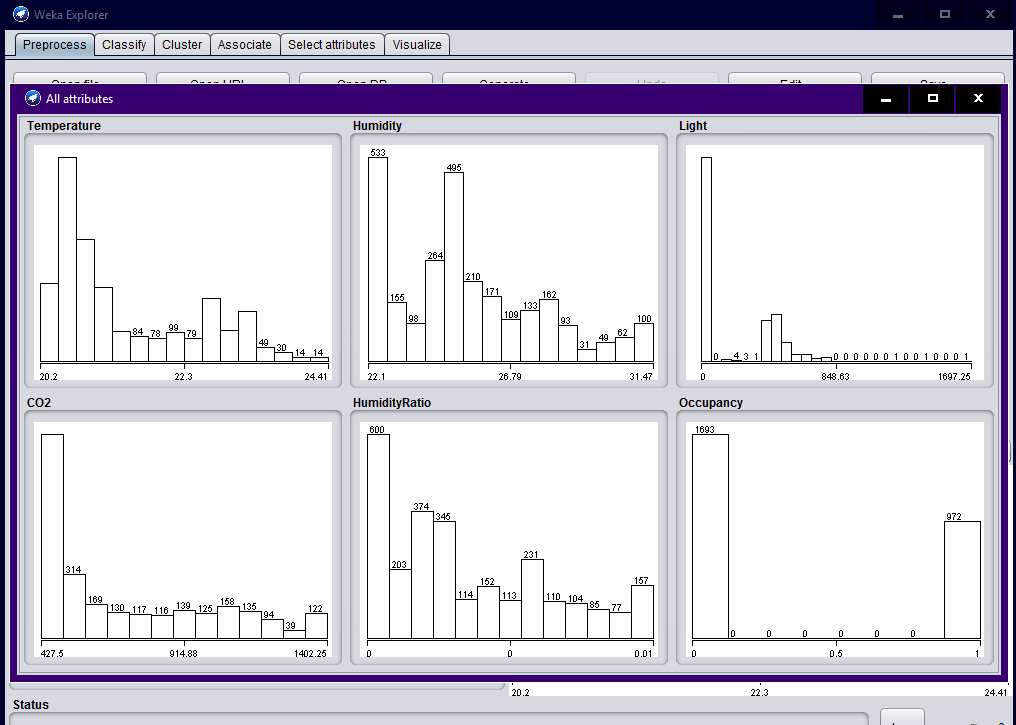 Weka Explorer
Preprocess Classify Cluster Associate Select attributes Visualize
All attributes
Temperature
84 78 99 79 49 30 14 14
20.2 22.3 24.41
Humidity
533 155 98 264 495 210 171 109 133 162 93 31 49 62 100
22.1 26.79 31.47
Light
0 4 3 1 0 0 0 0 0 0 1 0 0 1 0 0 0 1
0 848.63 1697.25
CO2
314 169 130 117 116 139 125 158 135 94 39 122
427.5 914.88 1402.25
HumidityRatio
600 203 374 345 114 152 113 231 110 104 85 77 157
0 0 0.01
Occupancy
1693 0 0 0 0 0 0 972
0 0.5 1
20.2 22.3 24.41
Status